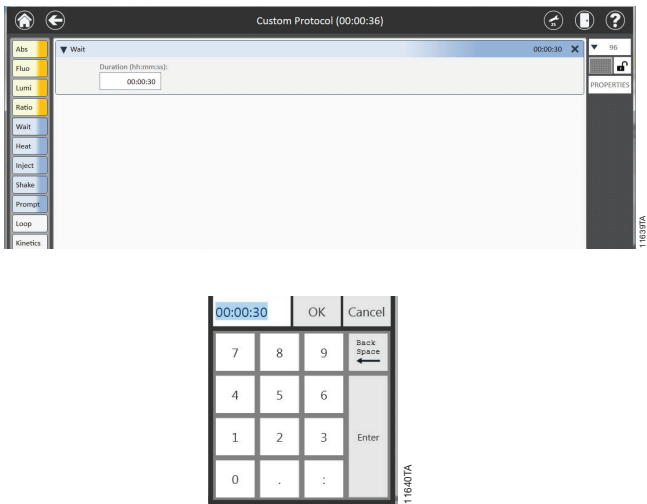 Custom Protocol (00:00:36)
25
?
Abs
Fluo
Lumi
Ratio
Wait
Heat
Inject
Shake
Prompt
Loop
Kinetics
Wait
00:00:30
Duration (hh:mm:ss):
00:00:30
96
PROPERTIES
11639TA
00:00:30
OK
Cancel
7
8
9
Back
Space
4
5
6
1
2
3
Enter
0
.
:
11640TA